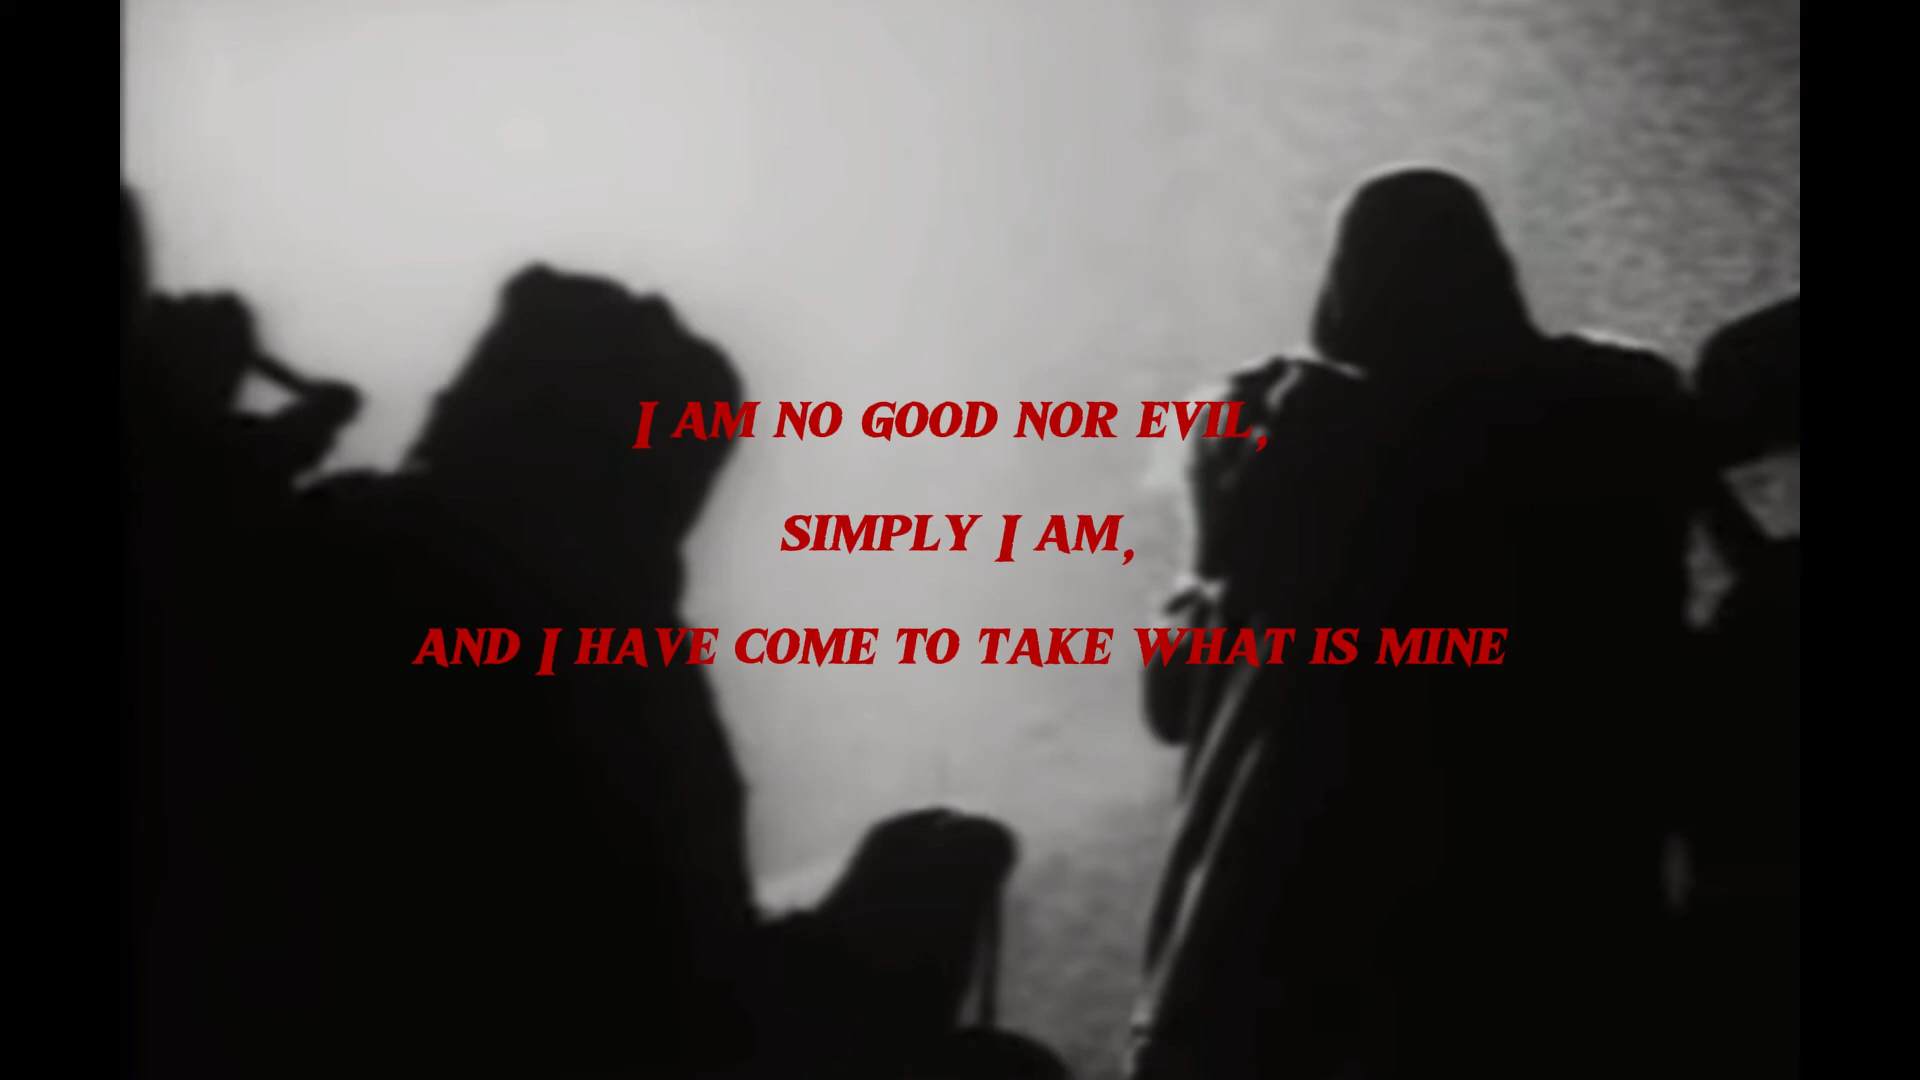 I AM NO GOOD NOR EVIL,
SIMPLY I AM,
AND I HAVE COME TO TAKE WHAT IS MINE